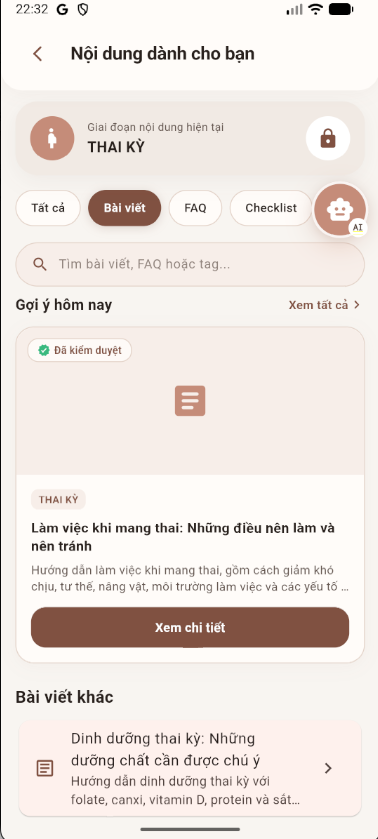 22:32
Nội dung dành cho bạn
Giai đoạn nội dung hiện tại
THAI KỲ
Tất cả
Bài viết
FAQ
Checklist
AI
Tìm bài viết, FAQ hoặc tag...
Gợi ý hôm nay
Xem tất cả
Đã kiểm duyệt
THAI KỲ
Làm việc khi mang thai: Những điều nên làm và
nên tránh
Hướng dẫn làm việc khi mang thai, gồm cách giảm khó
chịu, tư thế, nâng vật, môi trường làm việc và các yếu tố ...
Xem chi tiết
Bài viết khác
Dinh dưỡng thai kỳ: Những
dưỡng chất cần được chú ý
Hướng dẫn dinh dưỡng thai kỳ với
folate, canxi, vitamin D, protein và sắt...